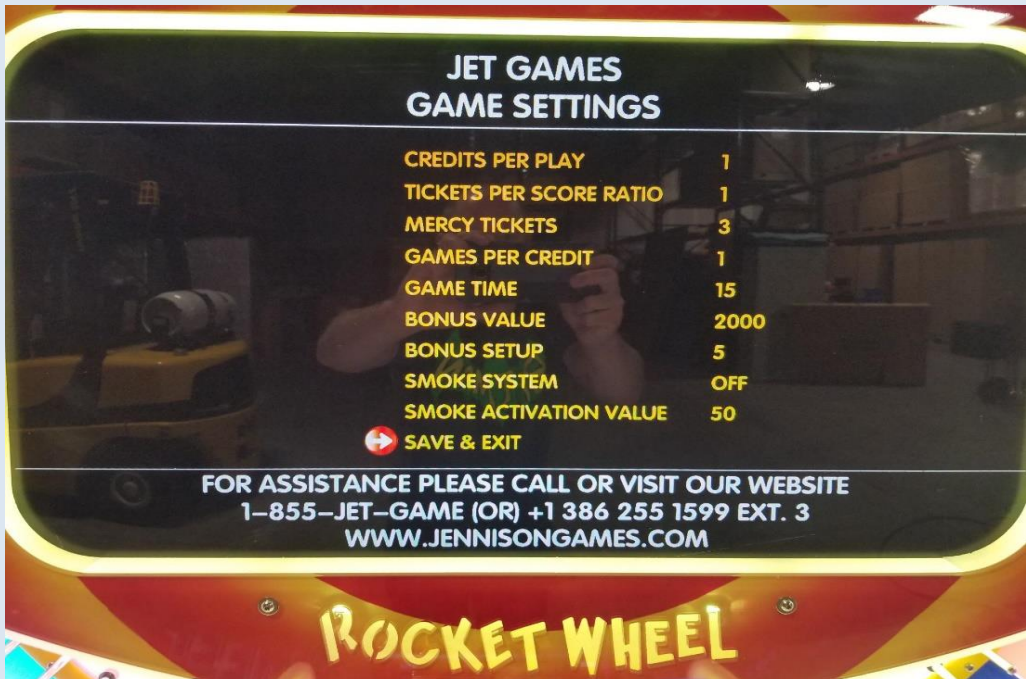 JET GAMES
GAME SETTINGS
CREDITS PER PLAY 1
TICKETS PER SCORE RATIO 1
MERCY TICKETS 3
GAMES PER CREDIT 1
GAME TIME 15
BONUS VALUE 2000
BONUS SETUP 5
SMOKE SYSTEM OFF
SMOKE ACTIVATION VALUE 50
SAVE & EXIT
FOR ASSISTANCE PLEASE CALL OR VISIT OUR WEBSITE
1-855-JET-GAME (OR) +1 386 255 1599 EXT. 3
WWW.JENNISONGAMES.COM
ROCKET WHEEL